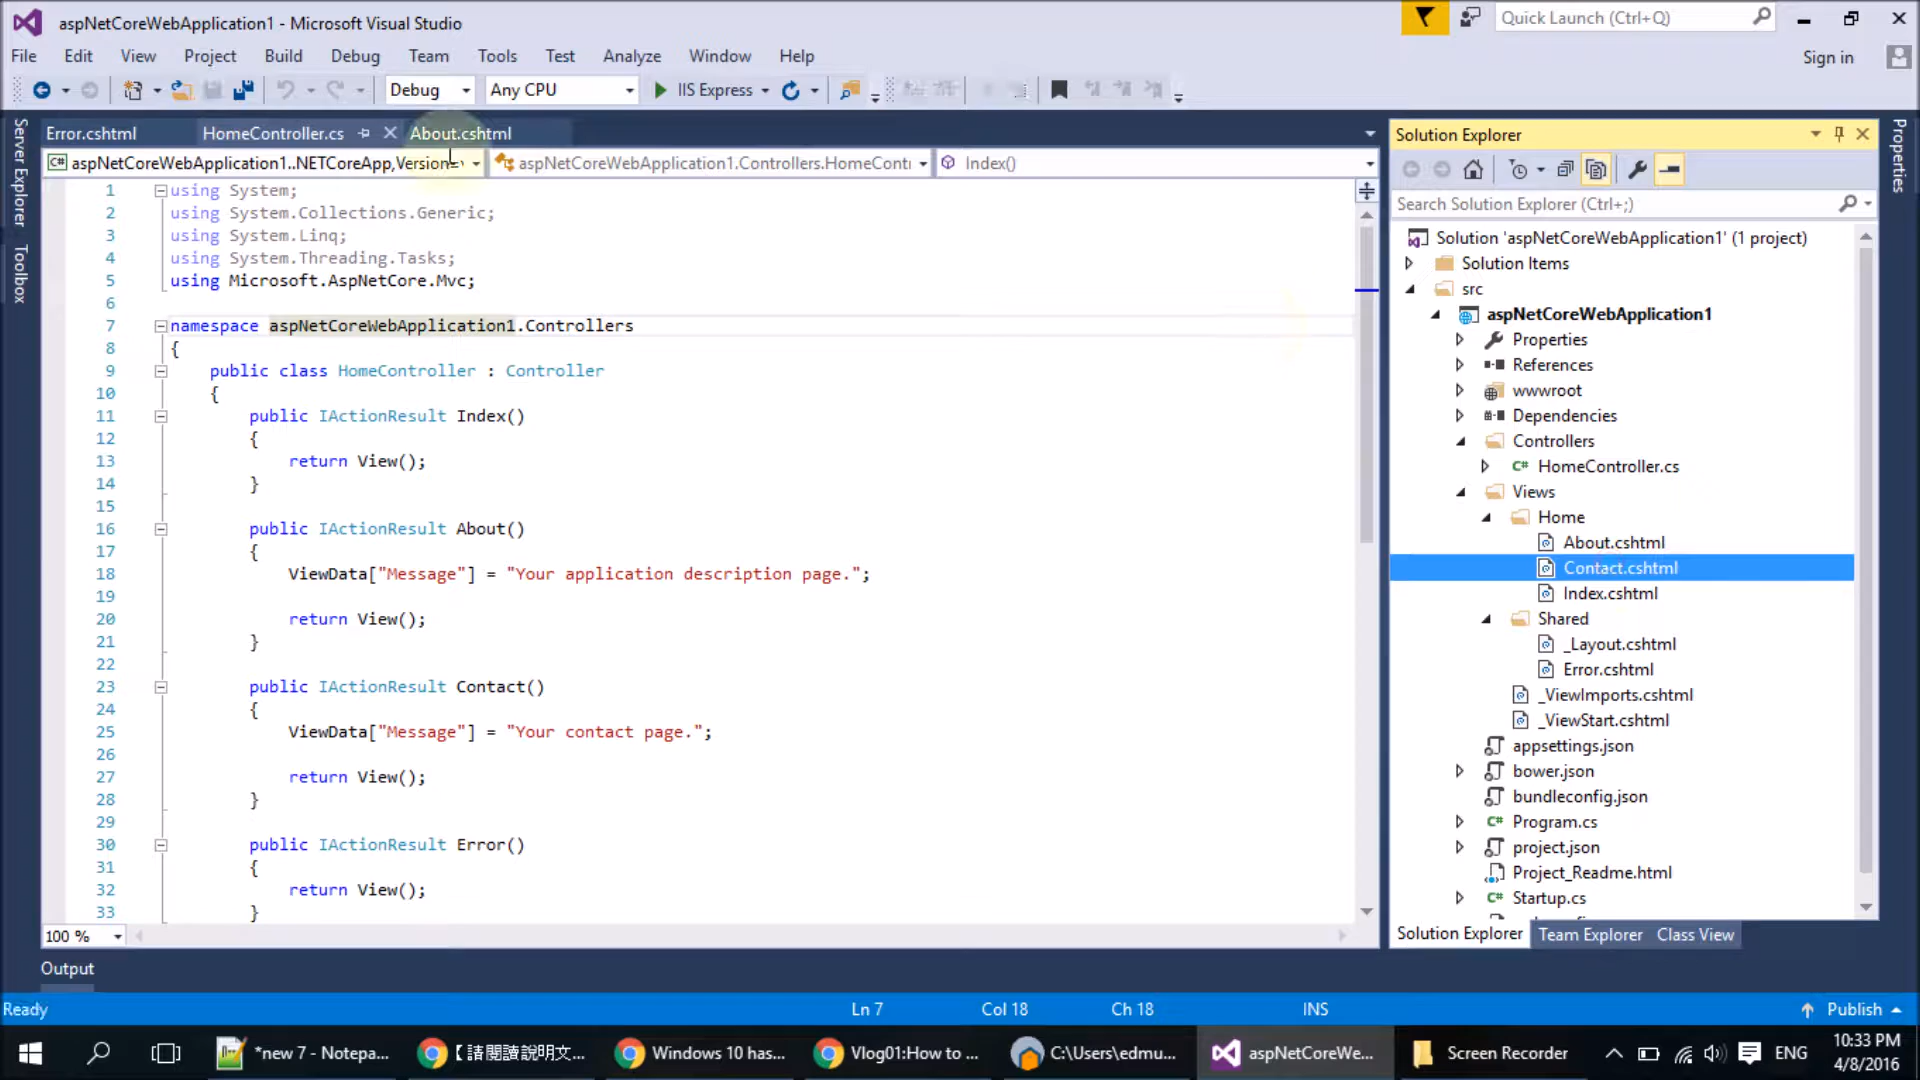 aspNetCoreWebApplication1 - Microsoft Visual Studio
Quick Launch (Ctrl+Q)
File Edit View Project Build Debug Team Tools Test Analyze Window Help
Sign in
Debug Any CPU IIS Express
Server Explorer
Toolbox
Error.cshtml HomeController.cs About.cshtml
aspNetCoreWebApplication1..NETCoreApp,Version= aspNetCoreWebApplication1.Controllers.HomeConti Index()
1 using System;
2 using System.Collections.Generic;
3 using System.Linq;
4 using System.Threading.Tasks;
5 using Microsoft.AspNetCore.Mvc;
6
7 namespace aspNetCoreWebApplication1.Controllers
8 {
9 public class HomeController : Controller
10 {
11 public IActionResult Index()
12 {
13 return View();
14 }
15
16 public IActionResult About()
17 {
18 ViewData["Message"] = "Your application description page.";
19
20 return View();
21 }
22
23 public IActionResult Contact()
24 {
25 ViewData["Message"] = "Your contact page.";
26
27 return View();
28 }
29
30 public IActionResult Error()
31 {
32 return View();
33 }
100 %
Solution Explorer
Search Solution Explorer (Ctrl+;)
Solution 'aspNetCoreWebApplication1' (1 project)
Solution Items
src
aspNetCoreWebApplication1
Properties
References
wwwroot
Dependencies
Controllers
C# HomeController.cs
Views
Home
About.cshtml
Contact.cshtml
Index.cshtml
Shared
_Layout.cshtml
Error.cshtml
_ViewImports.cshtml
_ViewStart.cshtml
appsettings.json
bower.json
bundleconfig.json
C# Program.cs
project.json
Project_Readme.html
C# Startup.cs
Solution Explorer Team Explorer Class View
Properties
Output
Ready Ln 7 Col 18 Ch 18 INS Publish
*new 7 - Notepa... 【請閱讀說明文... Windows 10 has... Vlog01:How to ... C:\Users\edmu... aspNetCoreWe... Screen Recorder ENG
10:33 PM
4/8/2016